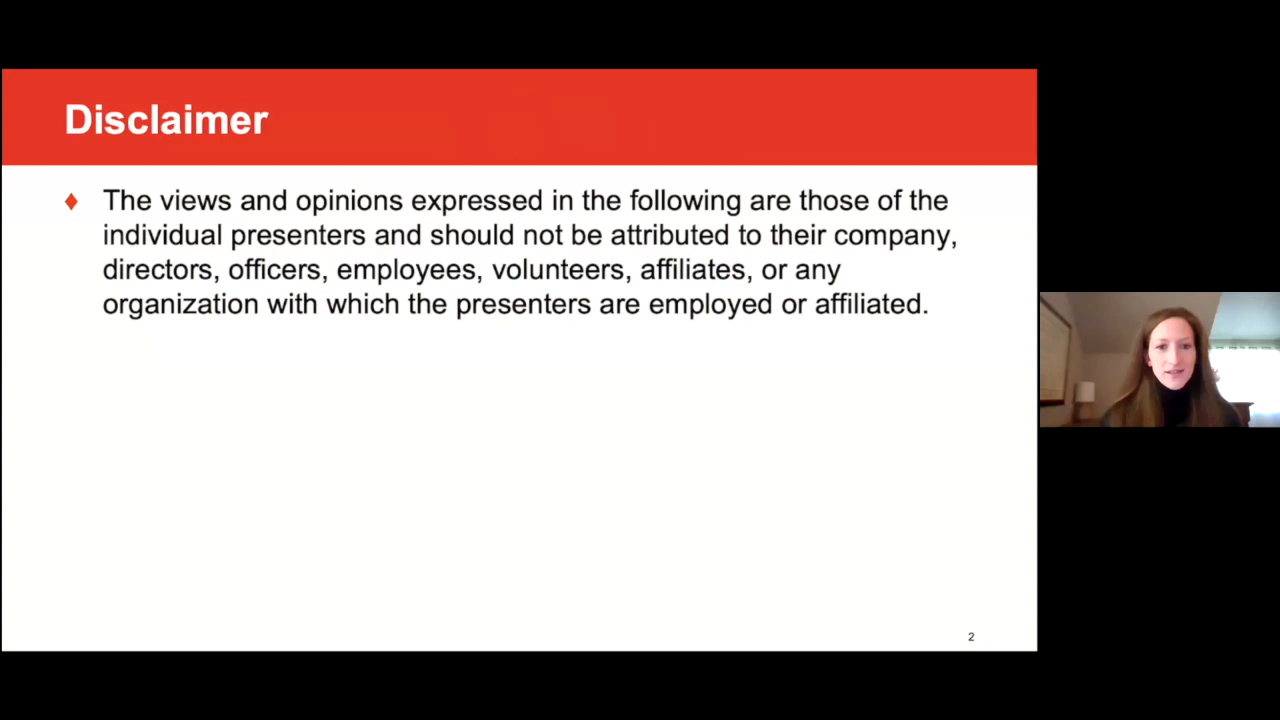 Disclaimer
♦ The views and opinions expressed in the following are those of the
individual presenters and should not be attributed to their company,
directors, officers, employees, volunteers, affiliates, or any
organization with which the presenters are employed or affiliated.
2